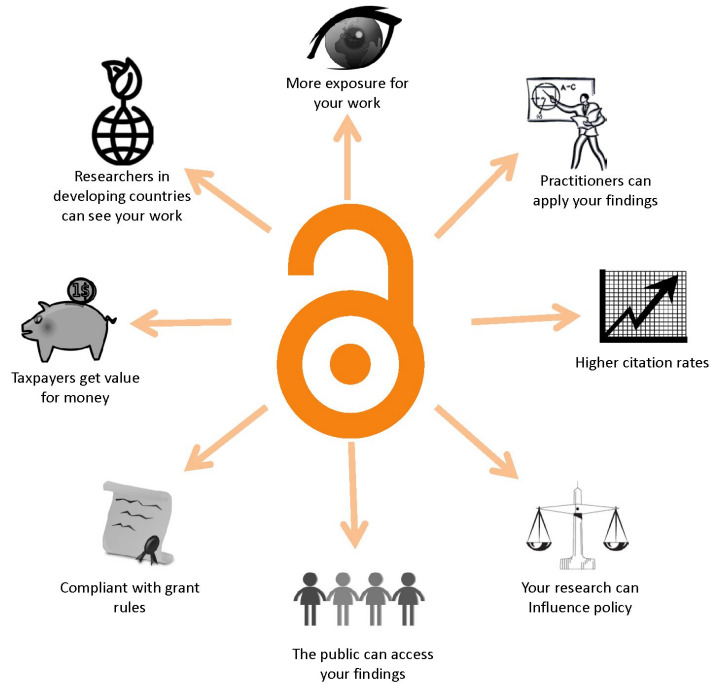 More exposure for
your work
A-C
Practitioners can
apply your findings
Higher citation rates
Your research can
Influence policy
The public can access
your findings
Compliant with grant
rules
1$
Taxpayers get value
for money
Researchers in
developing countries
can see your work